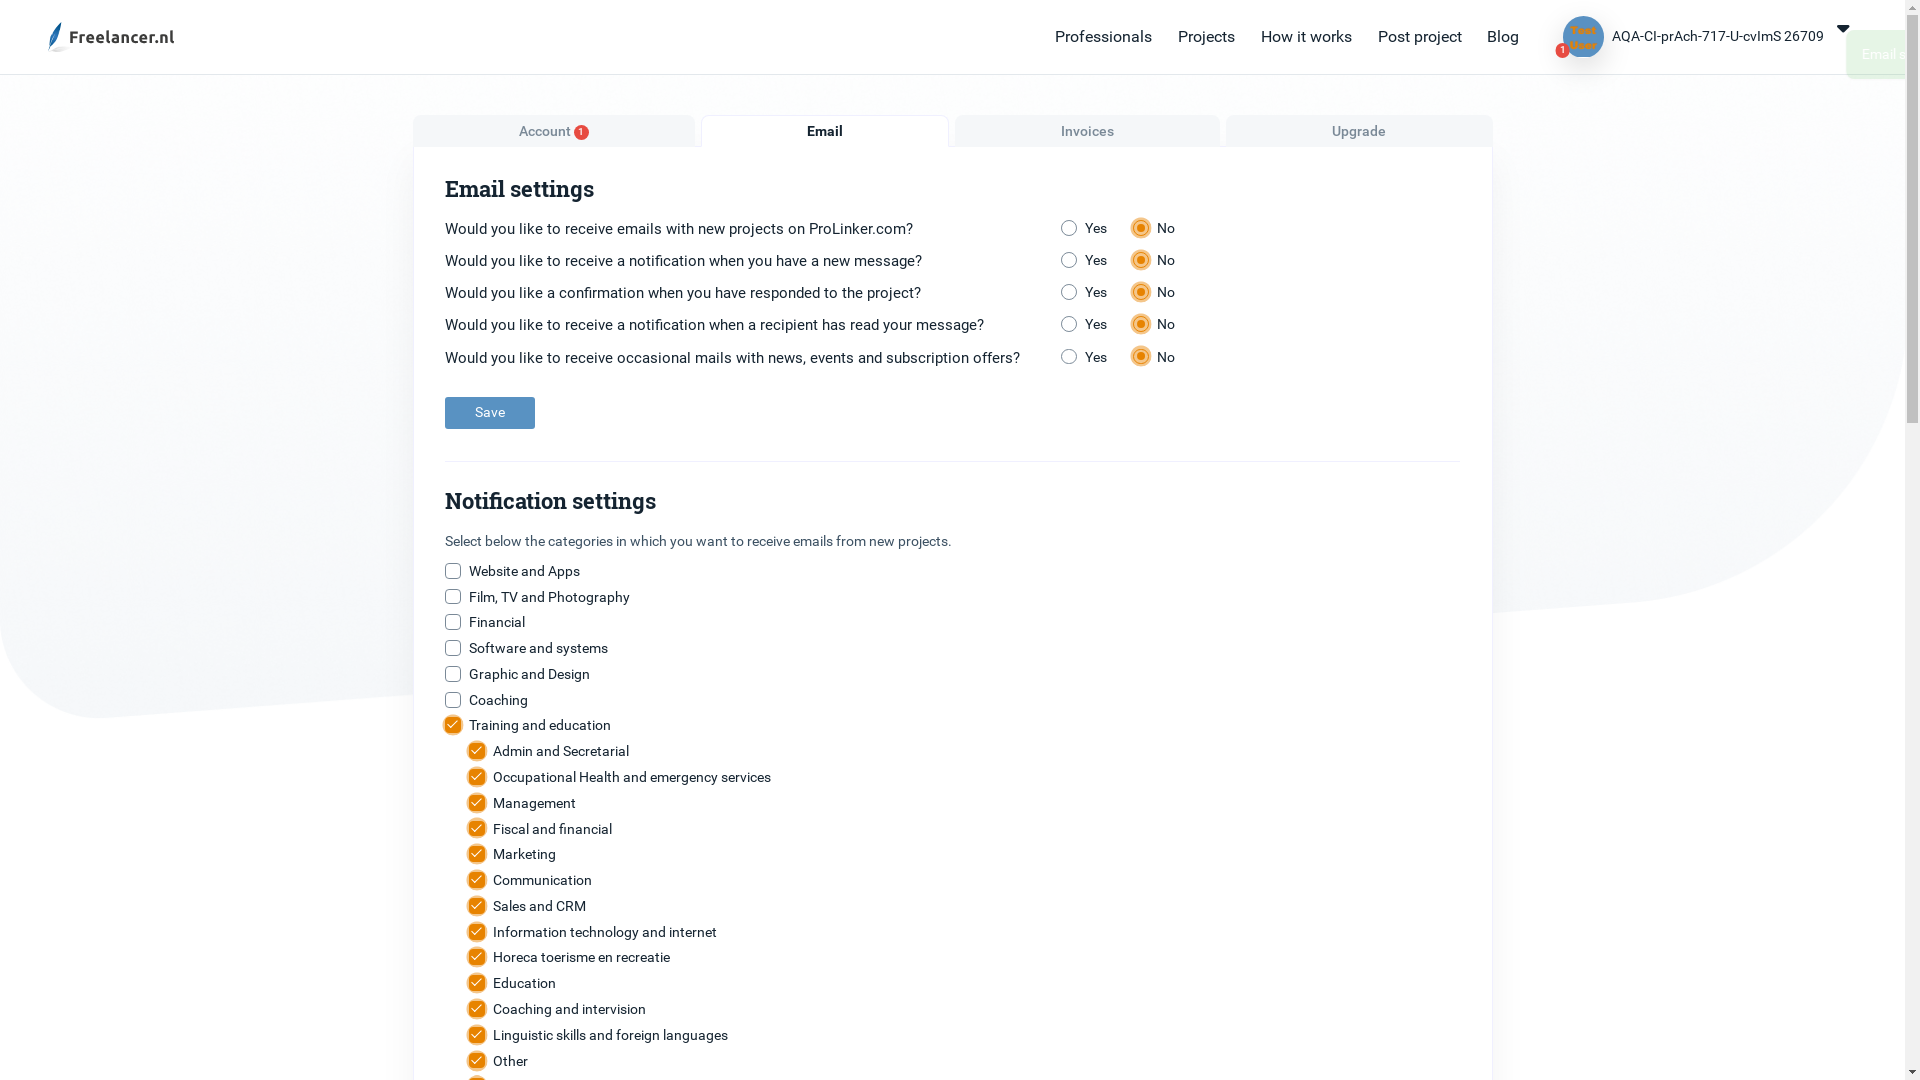 Freelancer.nl
Professionals
Projects
How it works
Post project
Blog
Test
User
1
AQA-CI-prAch-717-U-cvImS 26709
Email s
Account 1
Email
Invoices
Upgrade
Email settings
Would you like to receive emails with new projects on ProLinker.com? Yes No
Would you like to receive a notification when you have a new message? Yes No
Would you like a confirmation when you have responded to the project? Yes No
Would you like to receive a notification when a recipient has read your message? Yes No
Would you like to receive occasional mails with news, events and subscription offers? Yes No
Save
Notification settings
Select below the categories in which you want to receive emails from new projects.
Website and Apps
Film, TV and Photography
Financial
Software and systems
Graphic and Design
Coaching
Training and education
Admin and Secretarial
Occupational Health and emergency services
Management
Fiscal and financial
Marketing
Communication
Sales and CRM
Information technology and internet
Horeca toerisme en recreatie
Education
Coaching and intervision
Linguistic skills and foreign languages
Other